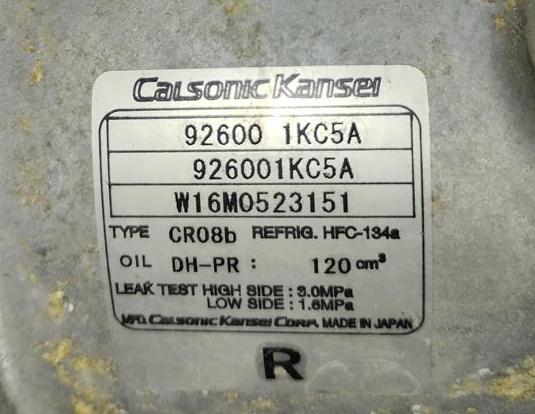 Calsonic Kansei
92600 1KC5A
926001KC5A
W16M0523151
TYPE CR08b REFRIG. HFC-134a
OIL DH-PR : 120 cm³
LEAK TEST HIGH SIDE : 3.0MPa
LOW SIDE : 1.6MPa
MFD. Calsonic Kansei Corp. MADE IN JAPAN
R